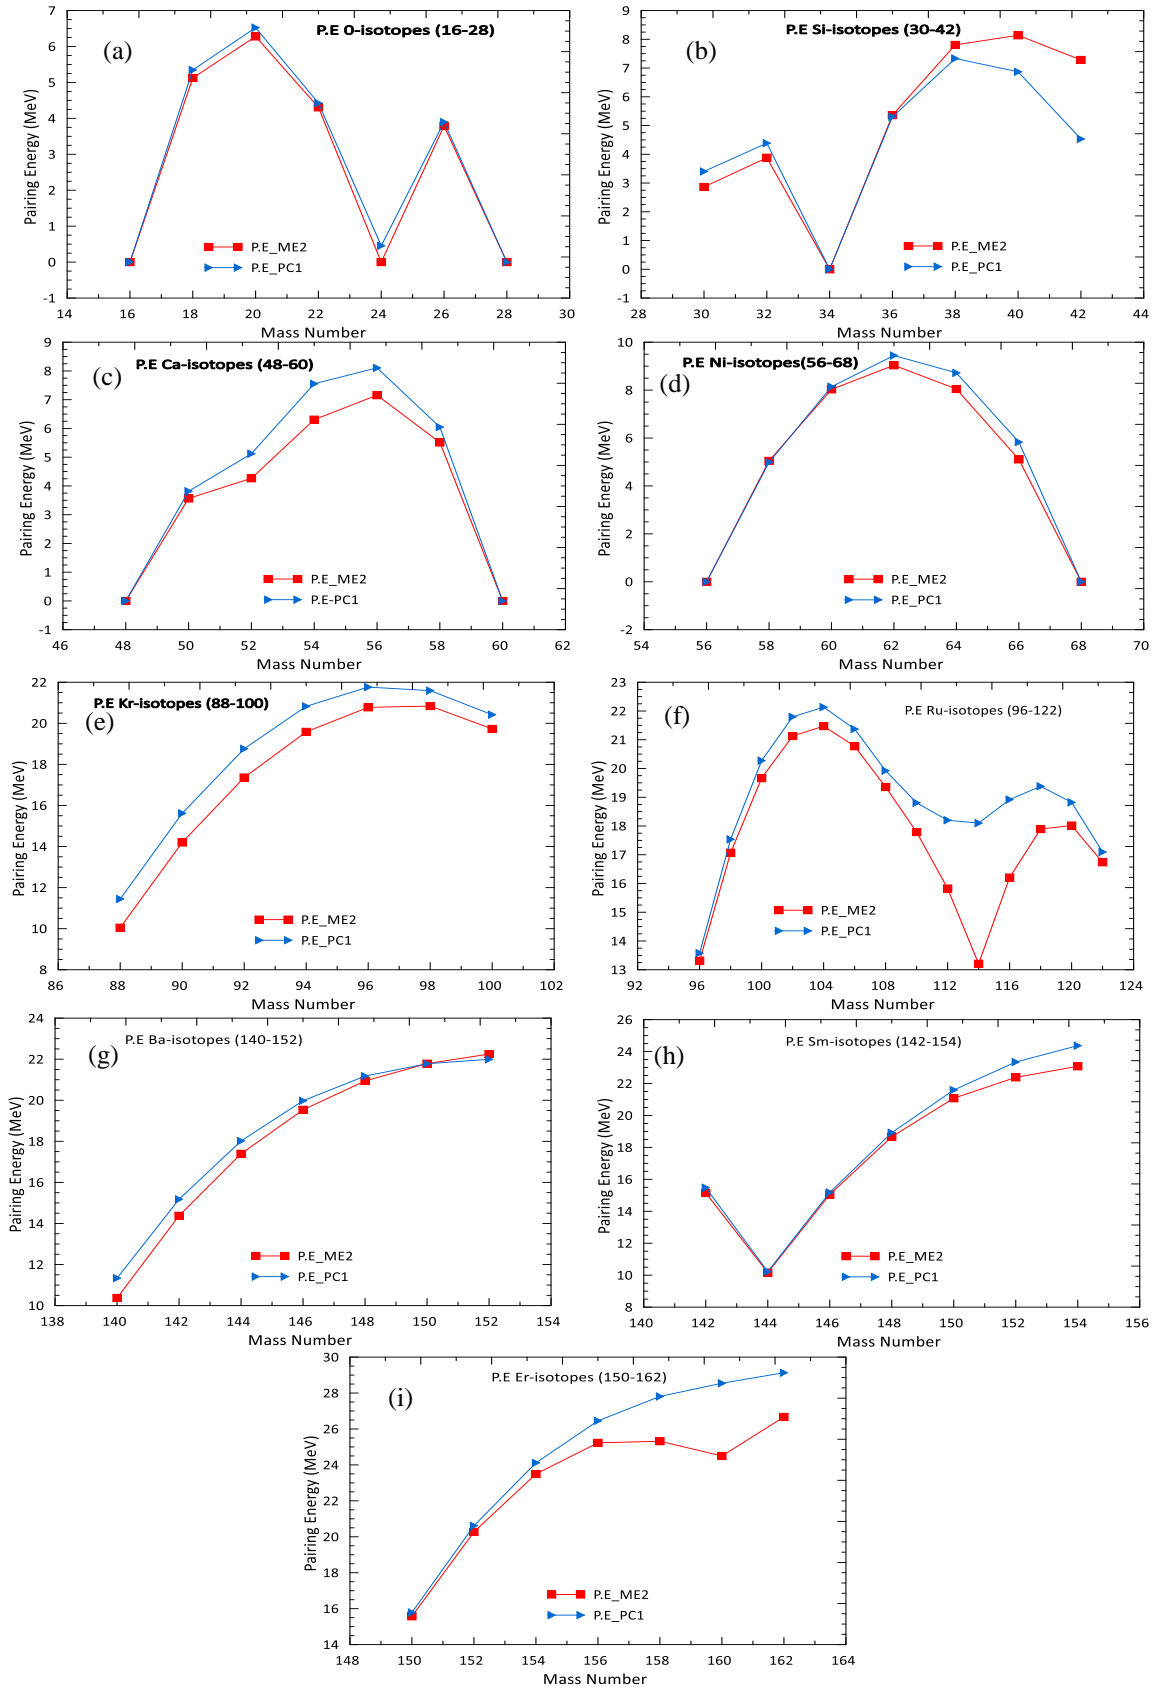 (a)
P.E O-isotopes (16-28)
Pairing Energy (MeV)
7
6
5
4
3
2
1
0
-1
P.E_ME2
P.E_PC1
14 16 18 20 22 24 26 28 30
Mass Number
(b)
P.E Si-isotopes (30-42)
Pairing Energy (MeV)
9
8
7
6
5
4
3
2
1
0
-1
P.E_ME2
P.E_PC1
28 30 32 34 36 38 40 42 44
Mass Number
(c)
P.E Ca-isotopes (48-60)
Pairing Energy (MeV)
9
8
7
6
5
4
3
2
1
0
-1
P.E_ME2
P.E-PC1
46 48 50 52 54 56 58 60 62
Mass Number
(d)
P.E Ni-isotopes(56-68)
Pairing Energy (MeV)
10
8
6
4
2
0
-2
P.E_ME2
P.E_PC1
54 56 58 60 62 64 66 68 70
Mass Number
(e)
P.E Kr-isotopes (88-100)
Pairing Energy (MeV)
22
20
18
16
14
12
10
8
P.E_ME2
P.E_PC1
86 88 90 92 94 96 98 100 102
Mass Number
(f)
P.E Ru-isotopes (96-122)
Pairing Energy (MeV)
23
22
21
20
19
18
17
16
15
14
13
P.E_ME2
P.E_PC1
92 96 100 104 108 112 116 120 124
Mass Number
(g)
P.E Ba-isotopes (140-152)
Pairing Energy (MeV)
24
22
20
18
16
14
12
10
P.E_ME2
P.E_PC1
138 140 142 144 146 148 150 152 154
Mass Number
(h)
P.E Sm-isotopes (142-154)
Pairing Energy (MeV)
26
24
22
20
18
16
14
12
10
8
P.E_ME2
P.E_PC1
140 142 144 146 148 150 152 154 156
Mass Number
(i)
P.E Er-isotopes (150-162)
Pairing Energy (MeV)
30
28
26
24
22
20
18
16
14
P.E_ME2
P.E_PC1
148 150 152 154 156 158 160 162 164
Mass Number